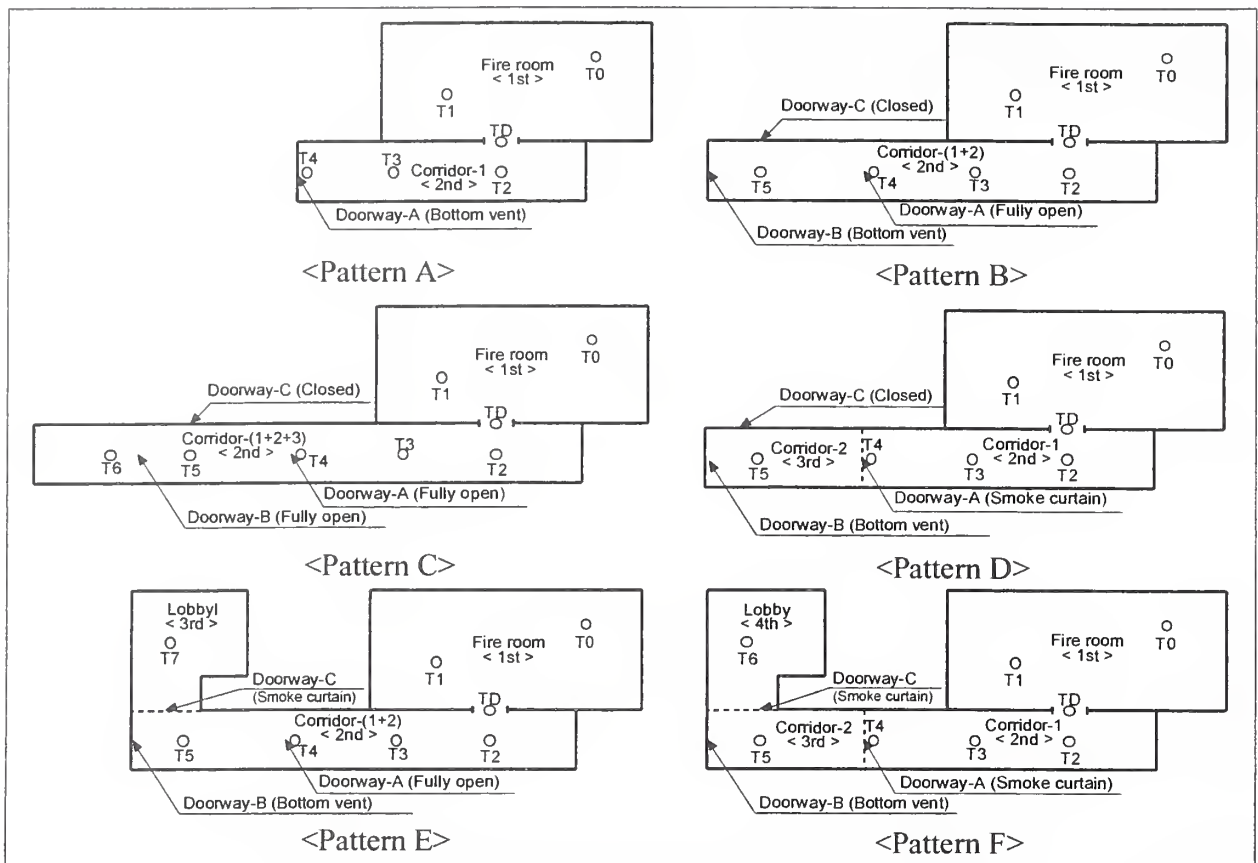 Fire room
< 1st >
T0
T1
TD
T4
T3
Corridor-1
< 2nd >
T2
Doorway-A (Bottom vent)
<Pattern A>
Fire room
< 1st >
T0
T1
Doorway-C (Closed)
TD
Corridor-(1+2)
< 2nd >
T5
T4
T3
T2
Doorway-A (Fully open)
Doorway-B (Bottom vent)
<Pattern B>
Fire room
< 1st >
T0
T1
Doorway-C (Closed)
TD
Corridor-(1+2+3)
< 2nd >
T3
T6
T5
T4
T2
Doorway-A (Fully open)
Doorway-B (Fully open)
<Pattern C>
Fire room
< 1st >
T0
T1
Doorway-C (Closed)
TD
Corridor-2
< 3rd >
T4
Corridor-1
< 2nd >
T5
T3
T2
Doorway-A (Smoke curtain)
Doorway-B (Bottom vent)
<Pattern D>
Lobbyl
< 3rd >
T7
Fire room
< 1st >
T0
T1
Doorway-C
(Smoke curtain)
TD
Corridor-(1+2)
< 2nd >
T5
T4
T3
T2
Doorway-A (Fully open)
Doorway-B (Bottom vent)
<Pattern E>
Lobby
< 4th >
T6
Fire room
< 1st >
T0
T1
Doorway-C
(Smoke curtain)
TD
Corridor-2
< 3rd >
T4
Corridor-1
< 2nd >
T5
T3
T2
Doorway-A (Smoke curtain)
Doorway-B (Bottom vent)
<Pattern F>